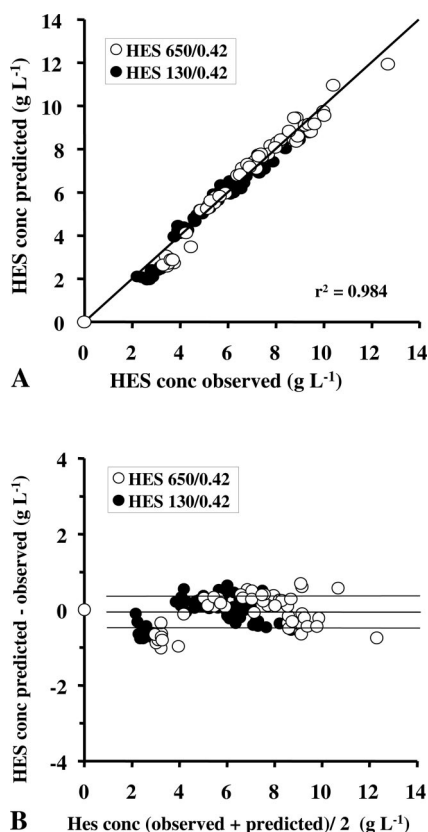 14
12
10
8
6
4
2
0
HES conc predicted (g L-1)
HES 650/0.42
HES 130/0.42
r2 = 0.984
0 2 4 6 8 10 12 14
A HES conc observed (g L-1)
4
2
0
-2
-4
HES conc predicted - observed (g L-1)
HES 650/0.42
HES 130/0.42
0 2 4 6 8 10 12 14
B Hes conc (observed + predicted)/ 2 (g L-1)